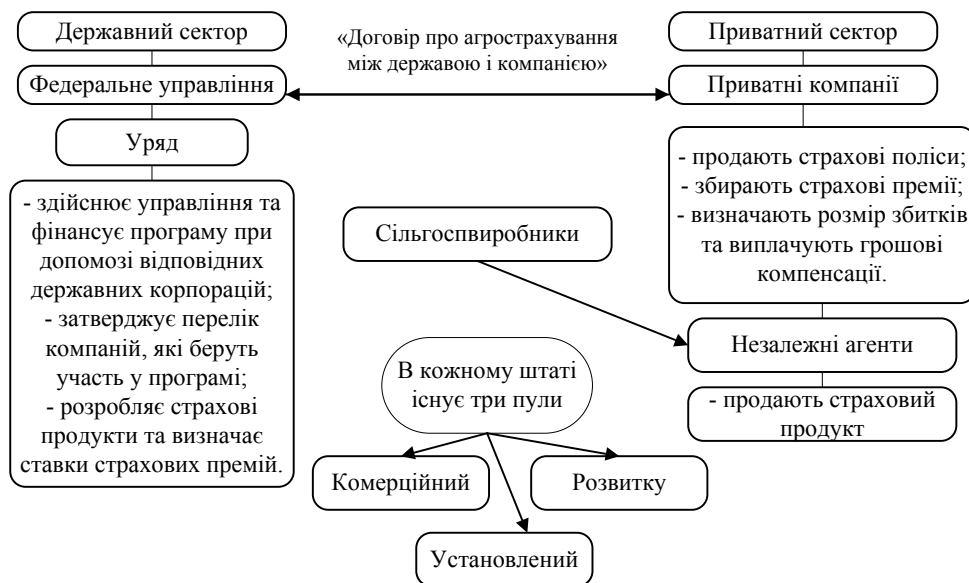 Державний сектор
Федеральне управління
Уряд
- здійснює управління та
фінансує програму при
допомозі відповідних
державних корпорацій;
- затверджує перелік
компаній, які беруть
участь у програмі;
- розробляє страхові
продукти та визначає
ставки страхових премій.
«Договір про агрострахування
між державою і компанією»
Приватний сектор
Приватні компанії
- продають страхові поліси;
- збирають страхові премії;
- визначають розмір збитків
та виплачують грошові
компенсації.
Сільгоспвиробники
Незалежні агенти
- продають страховий
продукт
В кожному штаті
існує три пули
Комерційний
Розвитку
Установлений